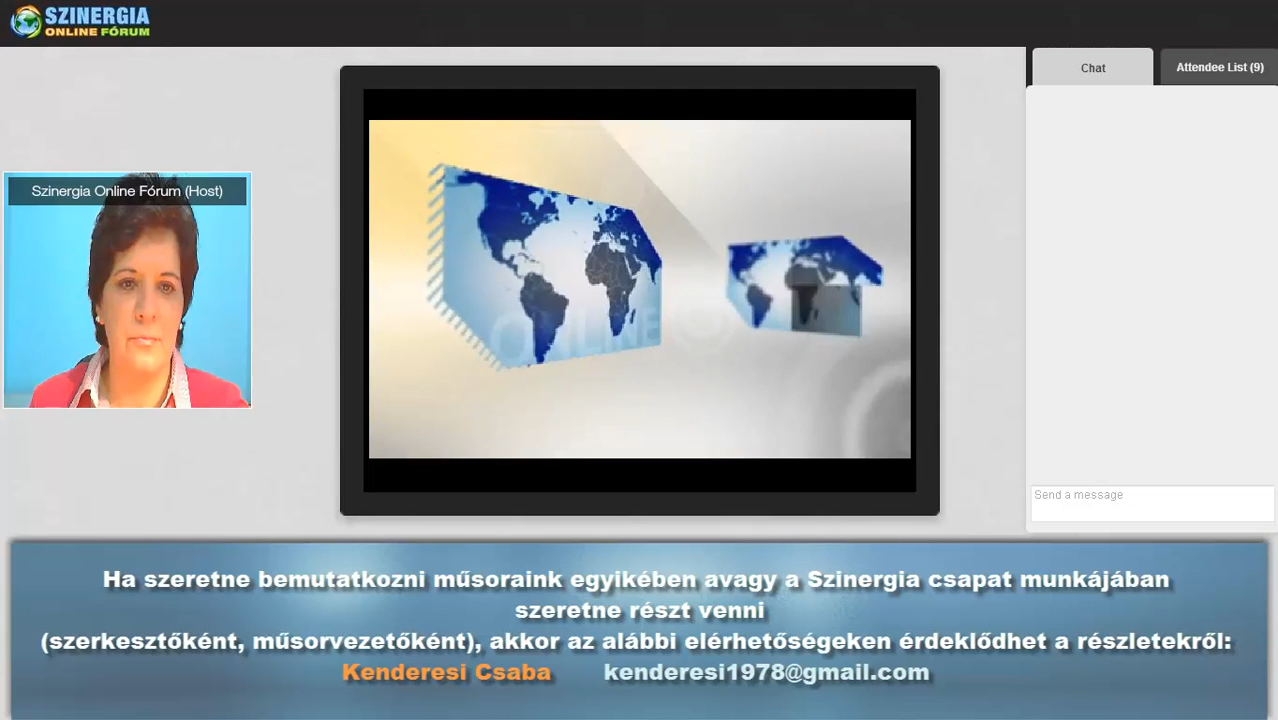 SZINERGIA
ONLINE FÓRUM
Chat
Attendee List (9)
Szinergia Online Fórum (Host)
ONLINE
Send a message
Ha szeretne bemutatkozni műsoraink egyikében avagy a Szinergia csapat munkájában
szeretne részt venni
(szerkesztőként, műsorvezetőként), akkor az alábbi elérhetőségeken érdeklődhet a részletekről:
Kenderesi Csaba kenderesi1978@gmail.com